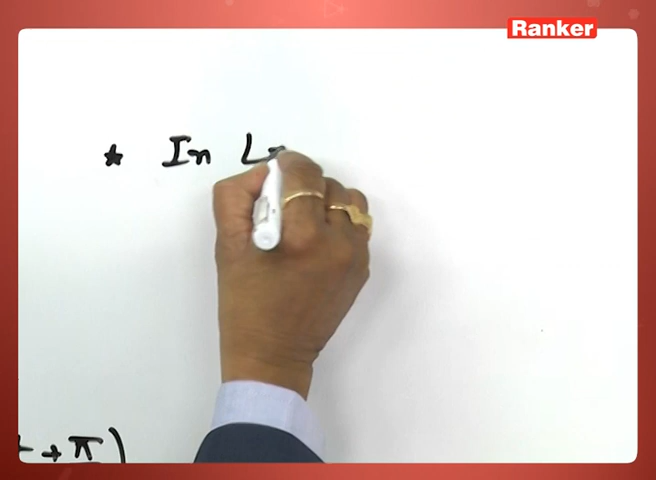 Ranker
* In L
+ π)